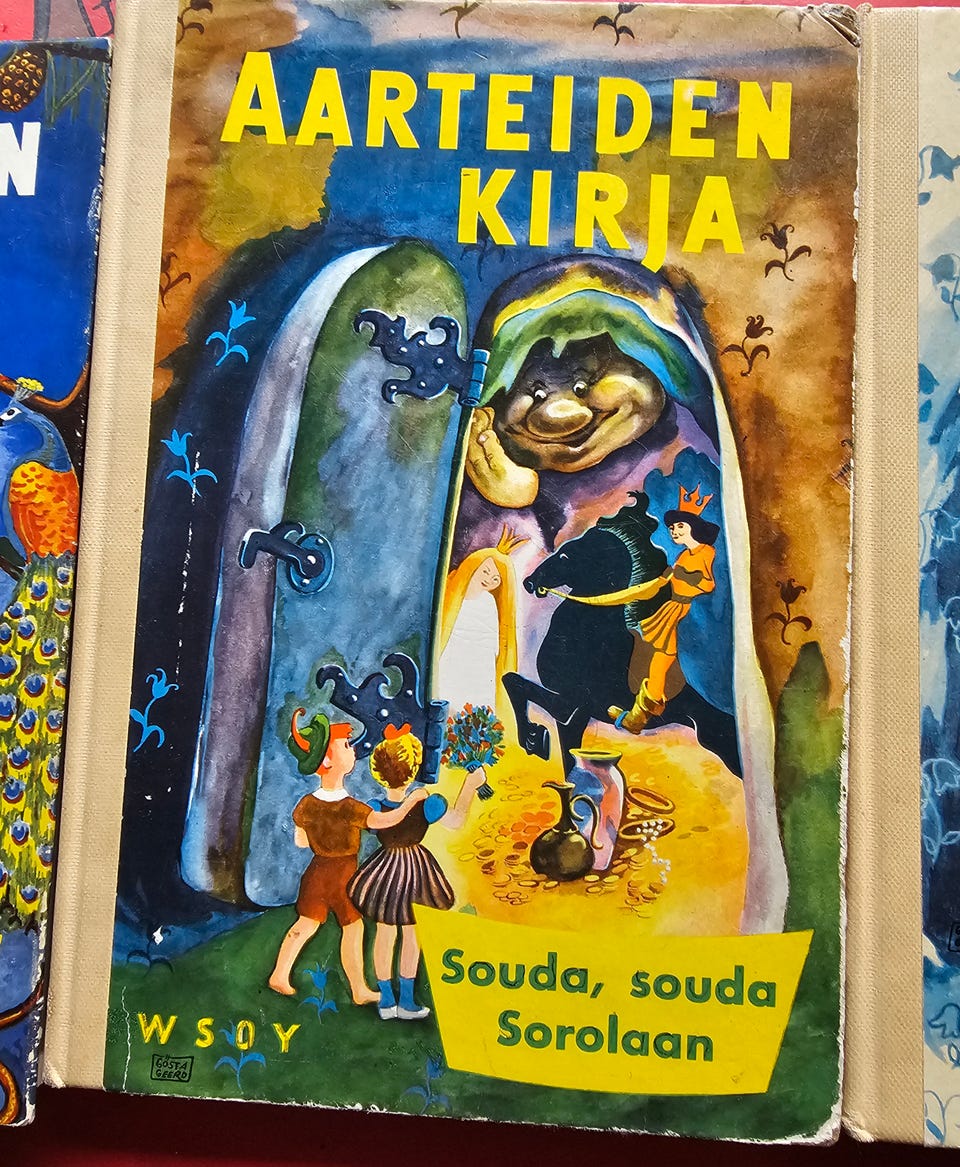 N
AARTEIDEN
KIRJA
Souda, souda
Sorolaan
WSOY
GÖSTA
GEERD